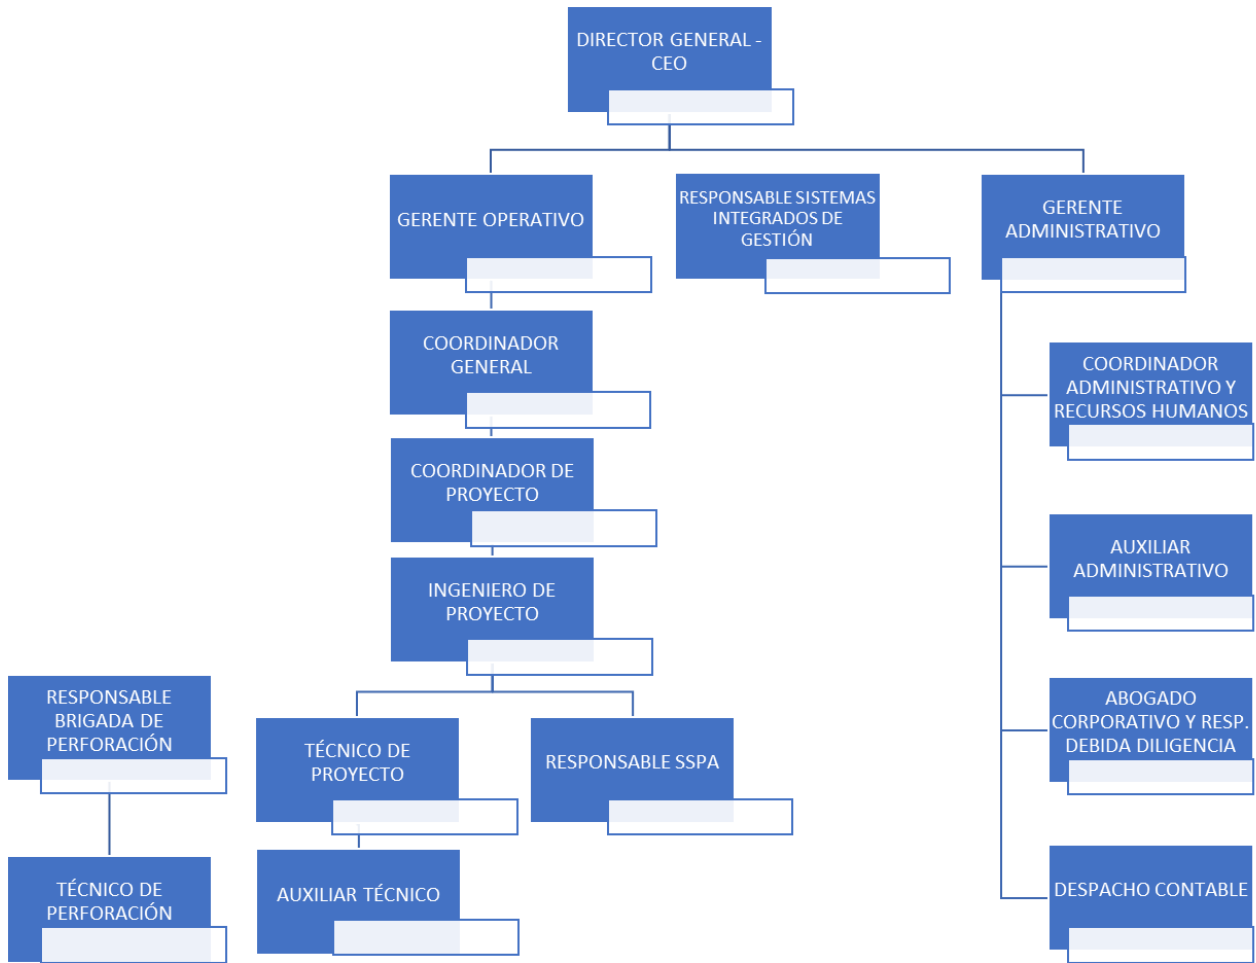 DIRECTOR GENERAL -
CEO
GERENTE OPERATIVO
RESPONSABLE SISTEMAS
INTEGRADOS DE
GESTIÓN
GERENTE
ADMINISTRATIVO
COORDINADOR
GENERAL
COORDINADOR
ADMINISTRATIVO Y
RECURSOS HUMANOS
COORDINADOR DE
PROYECTO
AUXILIAR
ADMINISTRATIVO
INGENIERO DE
PROYECTO
RESPONSABLE
BRIGADA DE
PERFORACIÓN
TÉCNICO DE
PROYECTO
RESPONSABLE SSPA
ABOGADO
CORPORATIVO Y RESP.
DEBIDA DILIGENCIA
TÉCNICO DE
PERFORACIÓN
AUXILIAR TÉCNICO
DESPACHO CONTABLE